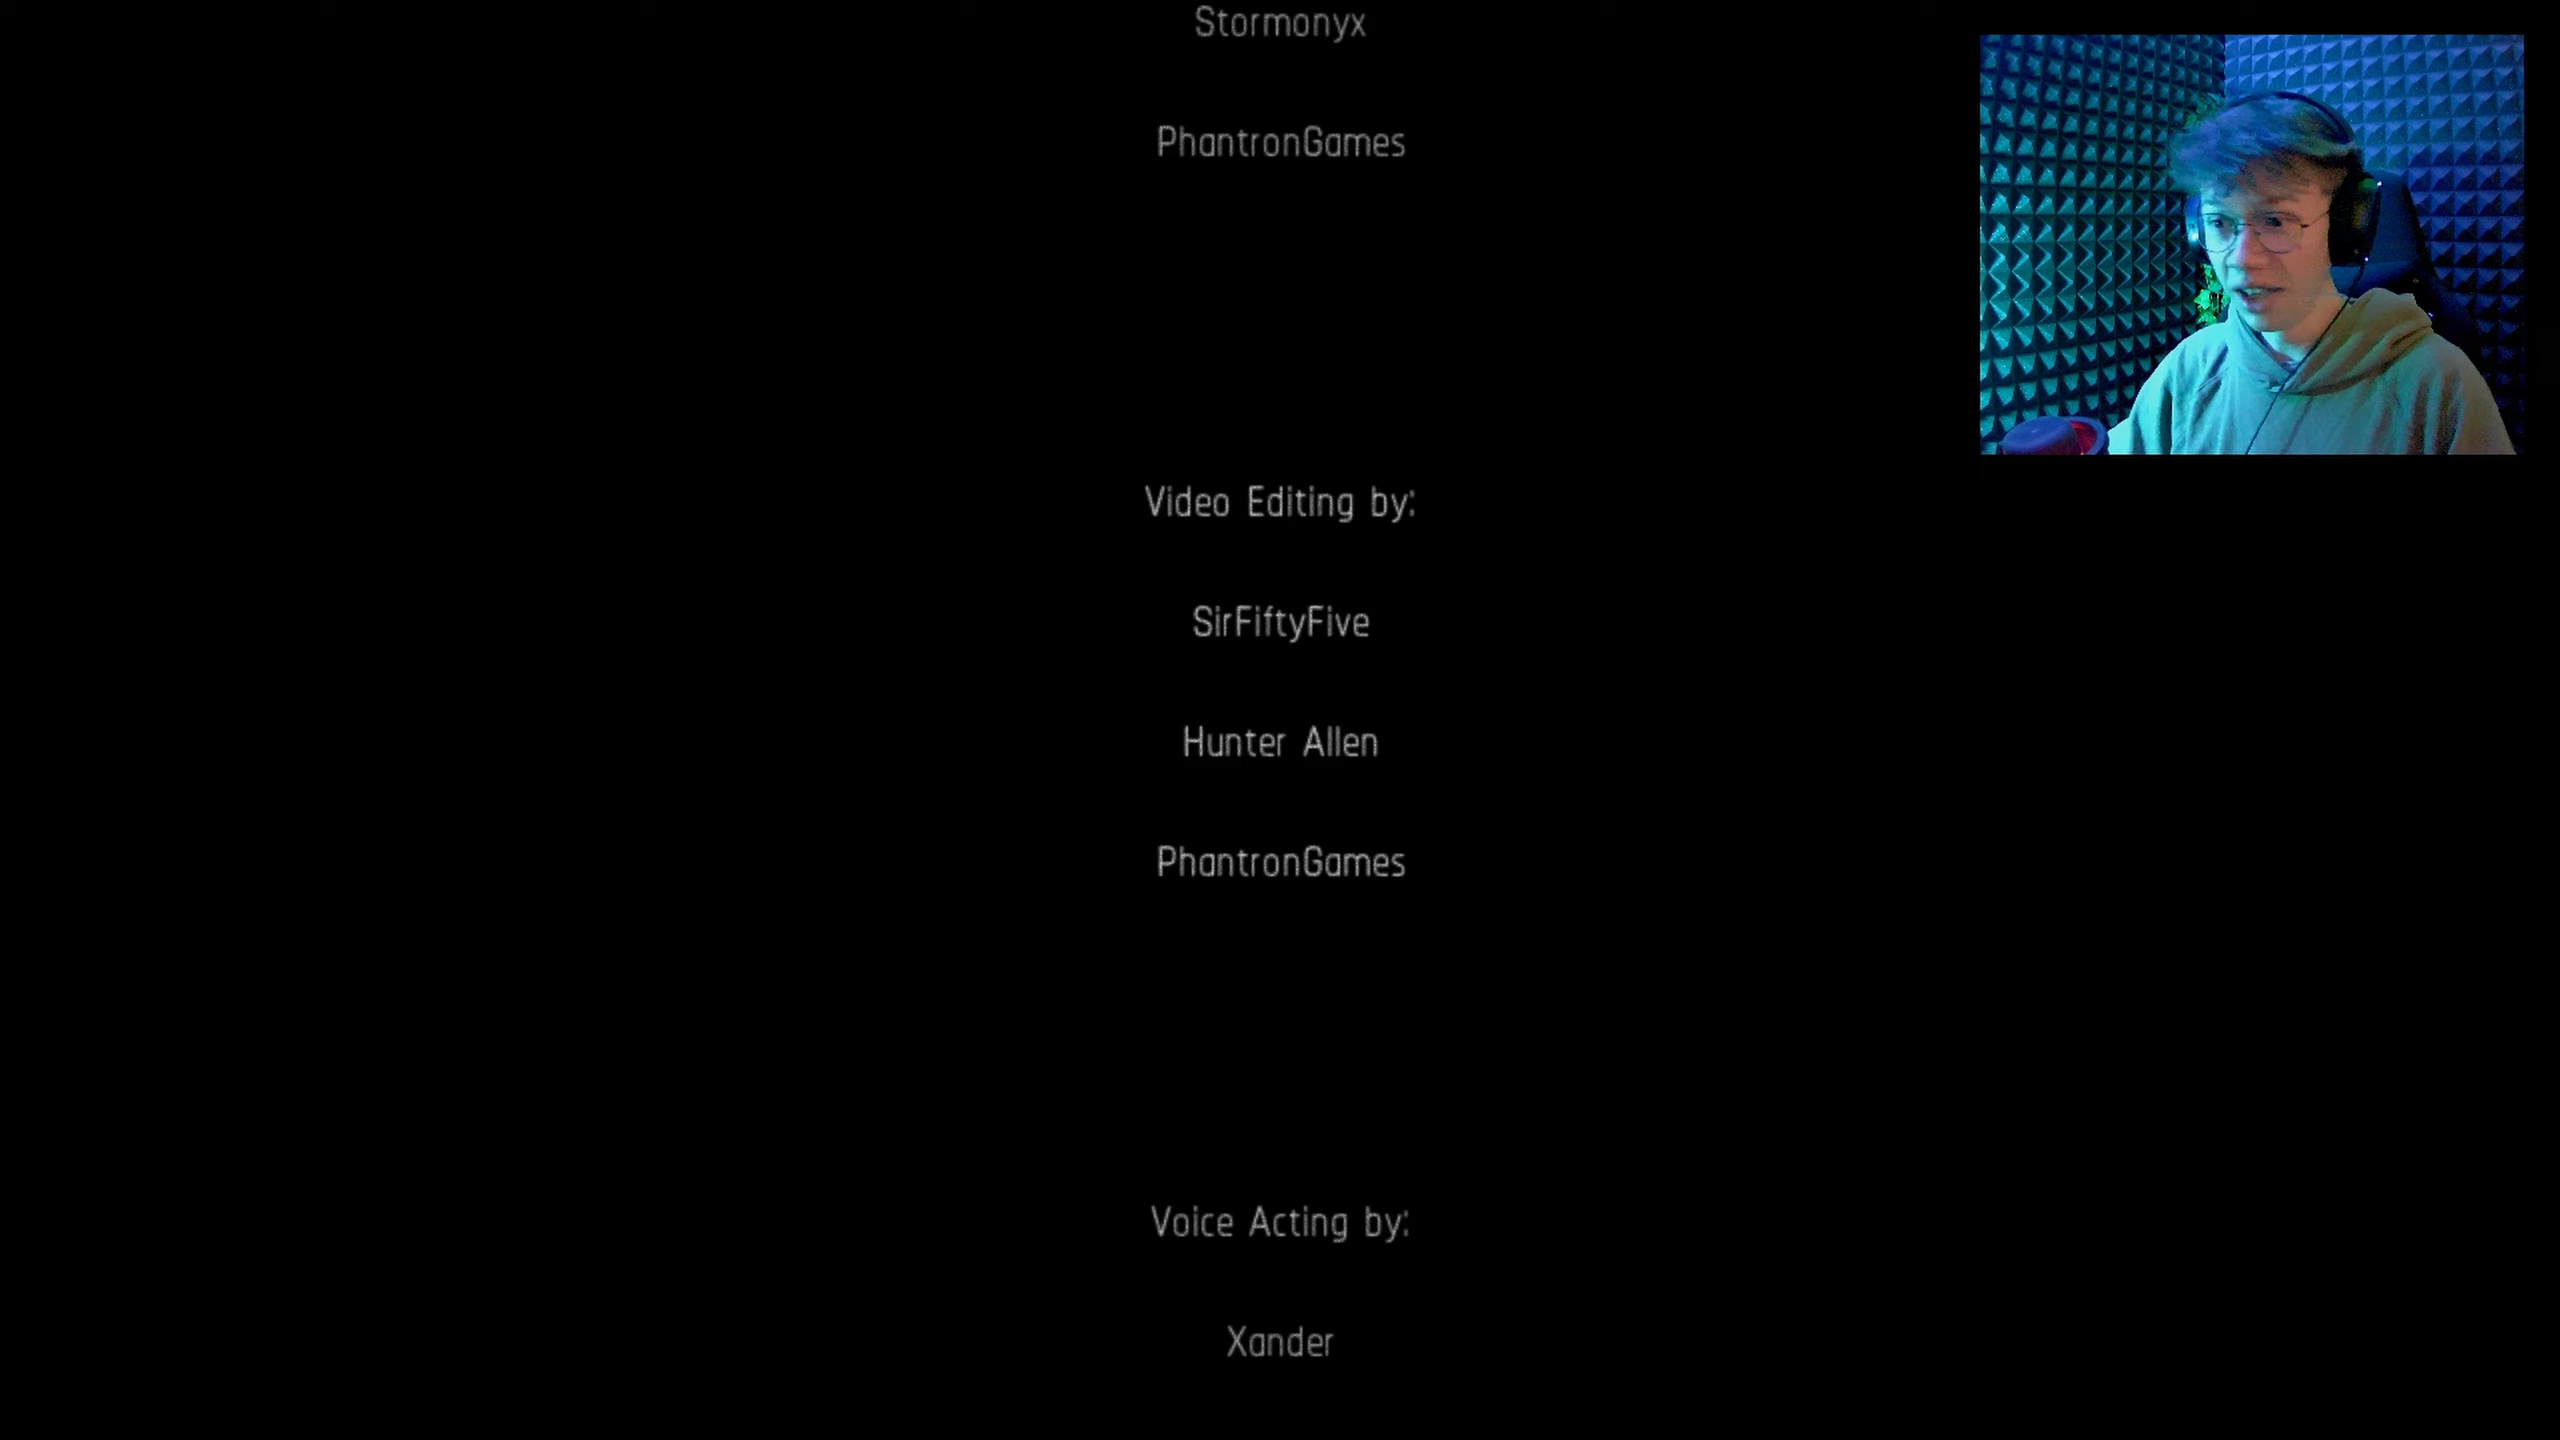 Stormonyx
PhantronGames
Video Editing by:
SirFiftyFive
Hunter Allen
PhantronGames
Voice Acting by:
Xander